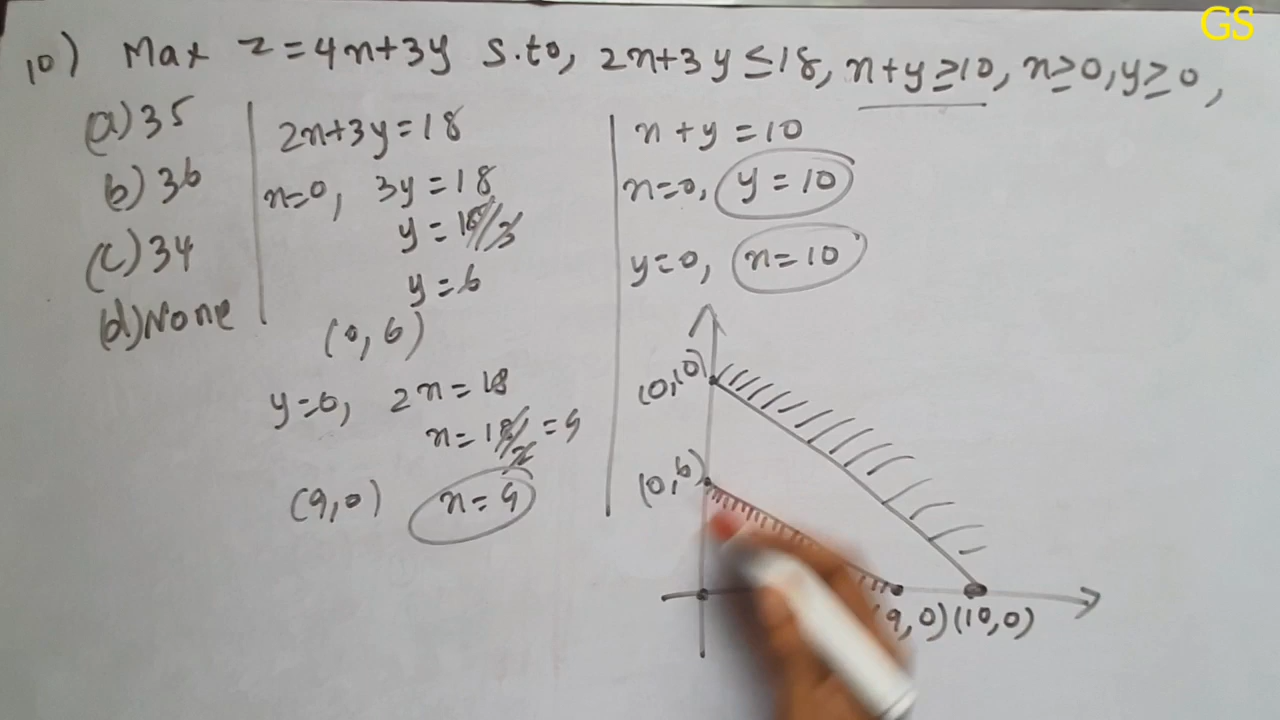 GS
10) Max z = 4x+3y s.to, 2x+3y ≤ 18, x+y ≥ 10, x ≥ 0, y ≥ 0,
(a) 35
b) 36
(c) 34
(d) None
2x+3y = 18
x=0, 3y = 18
y = 18/3
y = 6
(0, 6)
y=0, 2x = 18
x = 18/2 = 9
(9,0) x = 9
x + y = 10
x=0, y = 10
y=0, x = 10
(0,10)
(0,6)
9,0) (10,0)